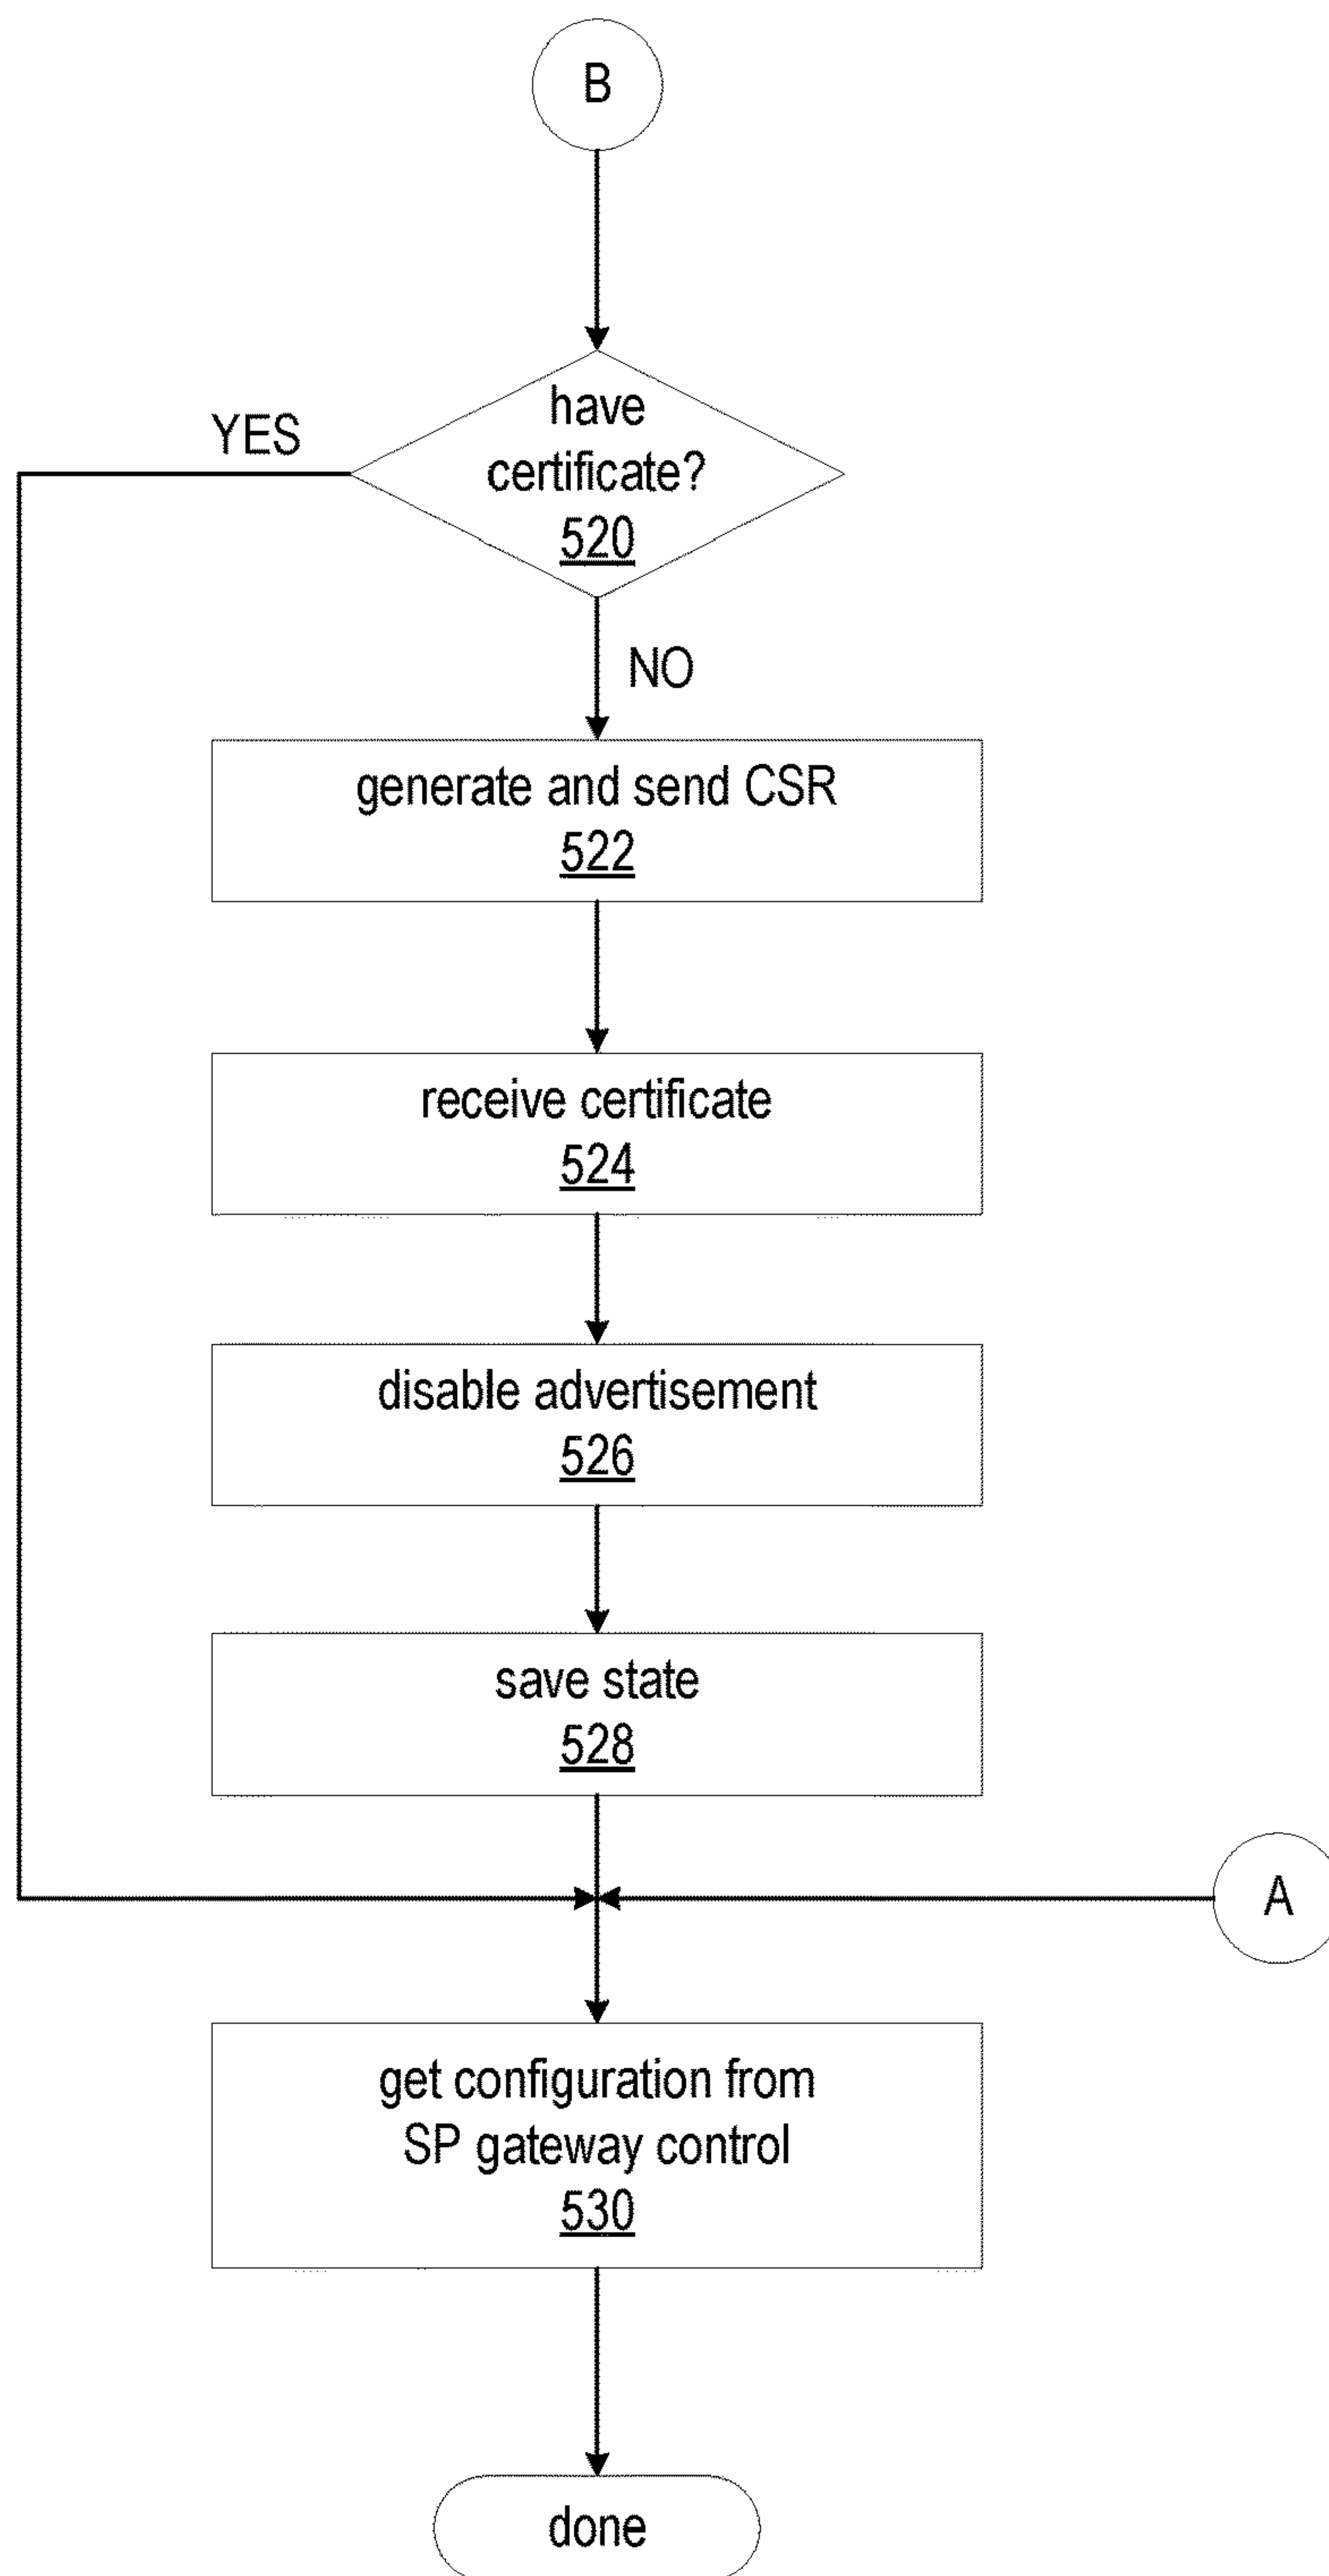 B
have
certificate?
520
YES
NO
generate and send CSR
522
receive certificate
524
disable advertisement
526
save state
528
A
get configuration from
SP gateway control
530
done